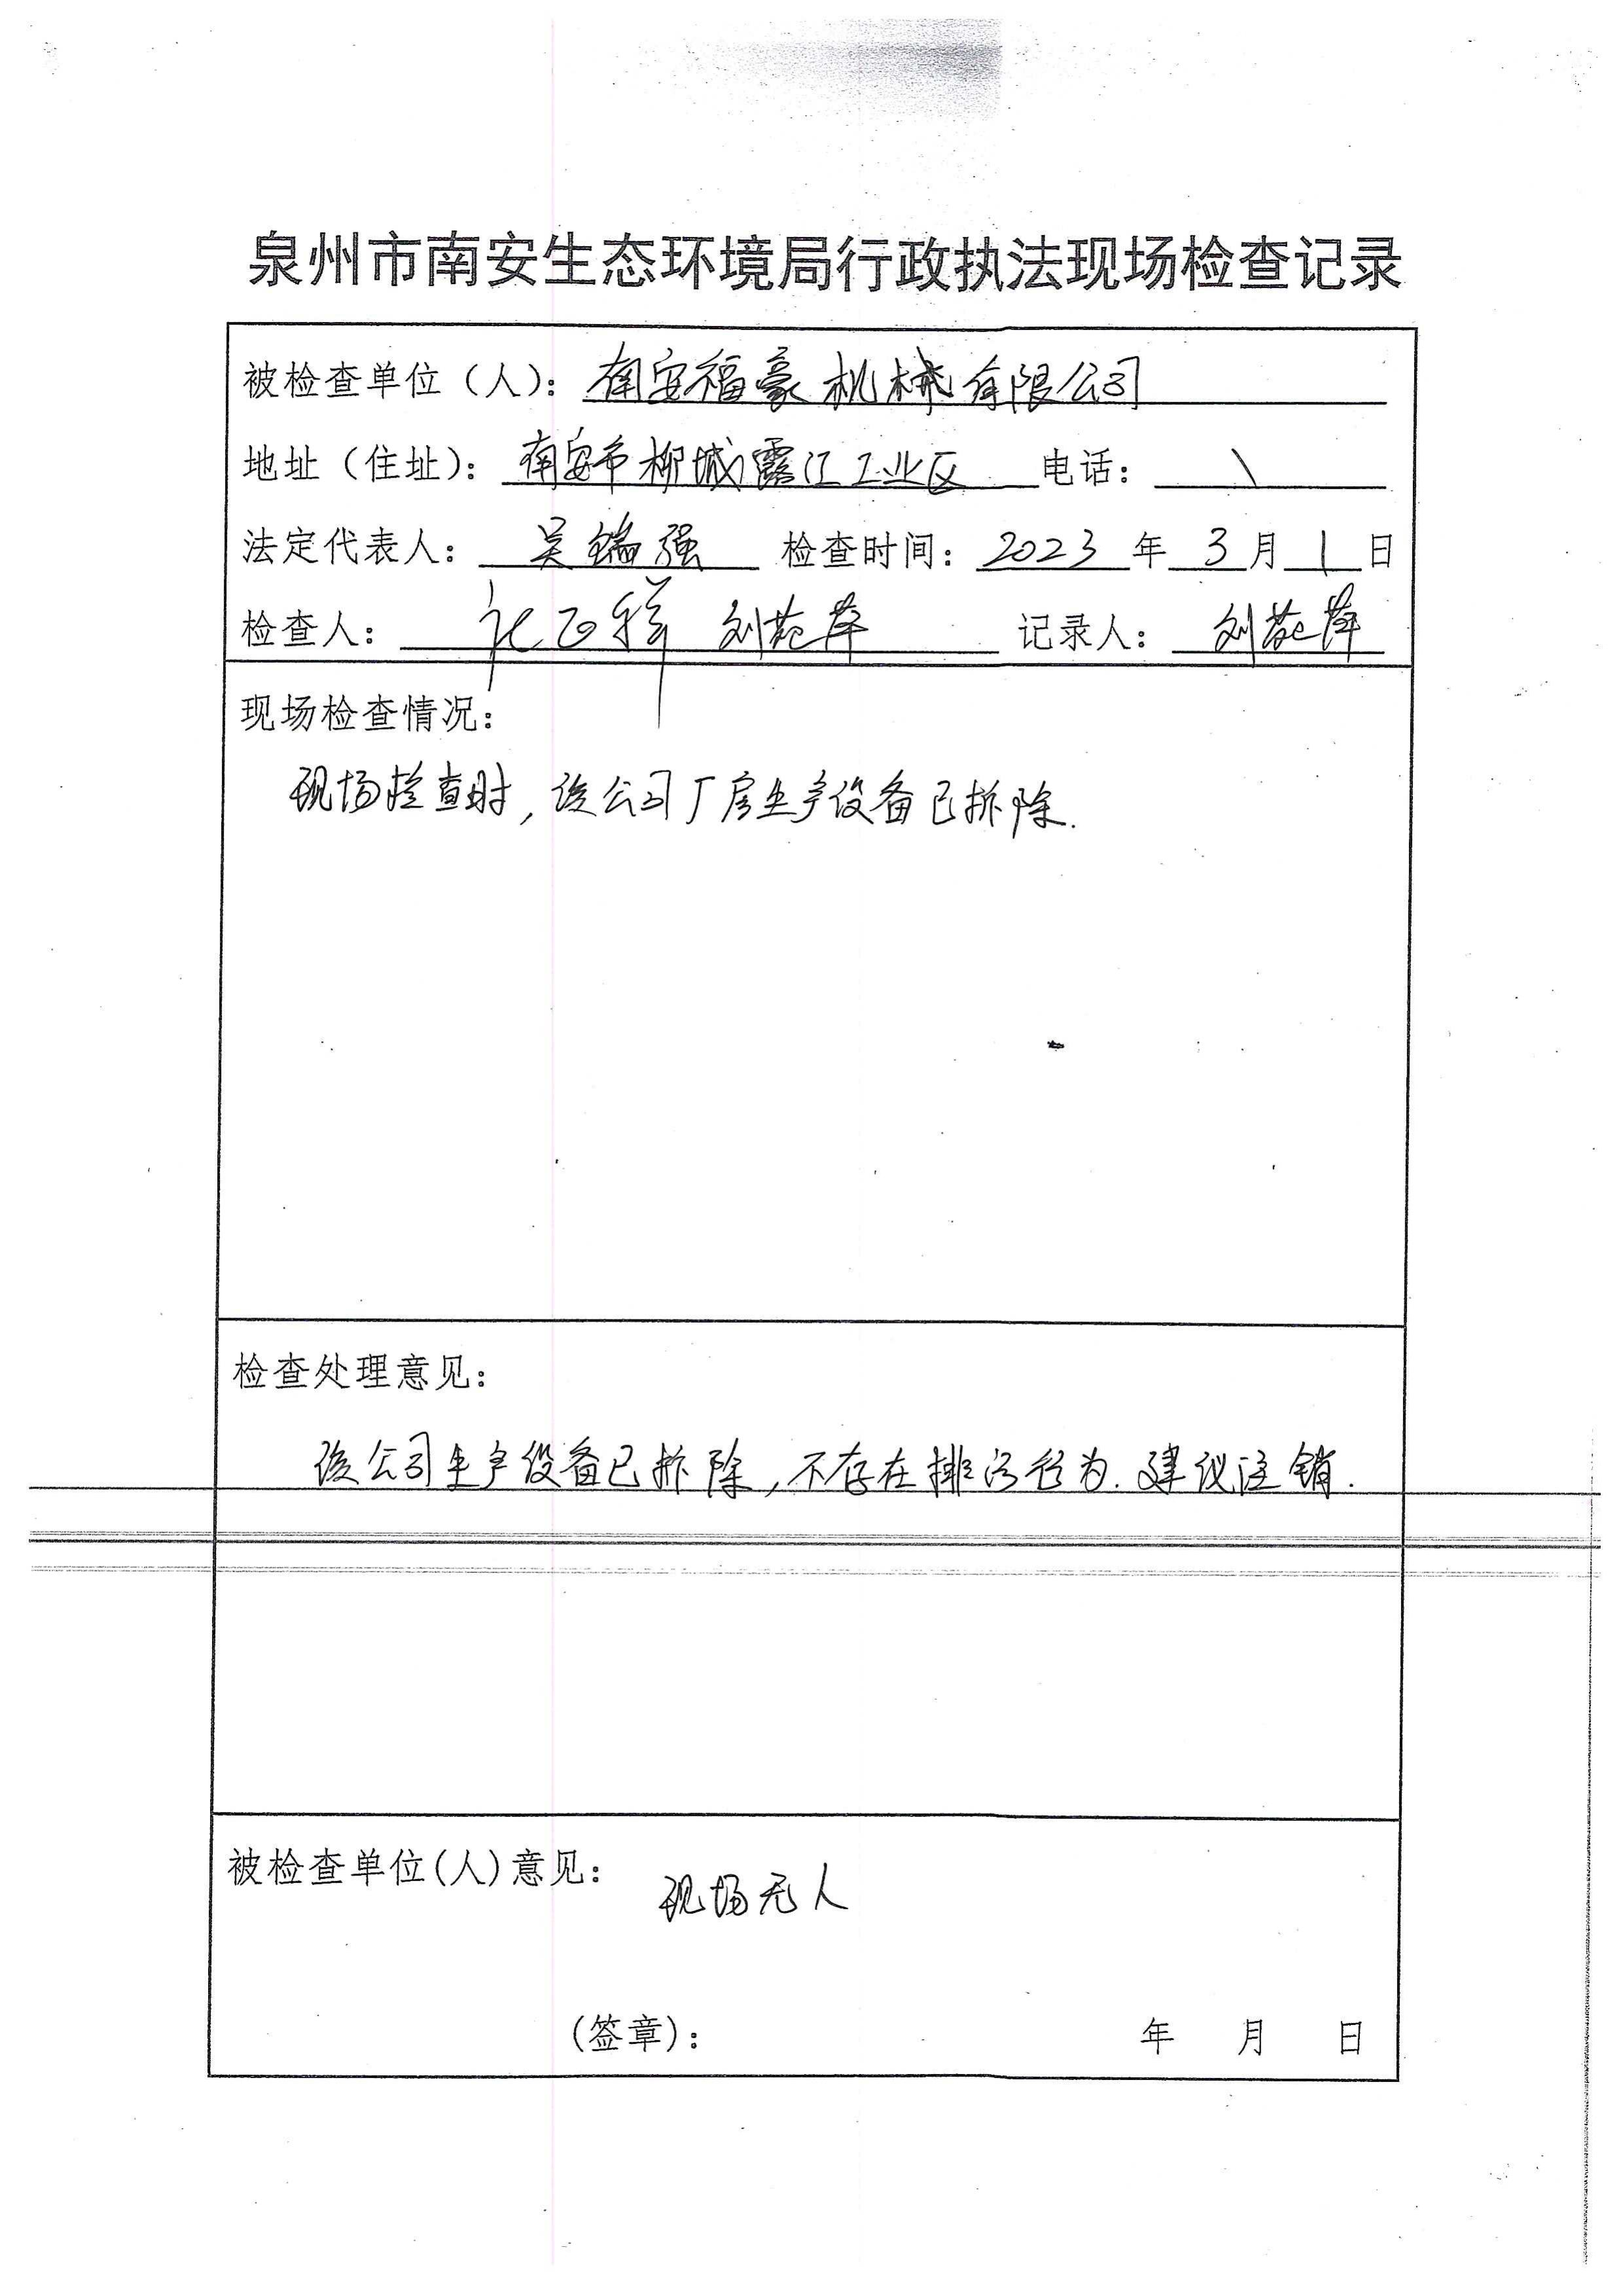 泉州市南安生态环境局行政执法现场检查记录
被检查单位（人）：南安福豪机械有限公司
地址（住址）：南安市柳城露江工业区 电话：\
法定代表人：吴瑞强 检查时间：2023年3月1日
检查人： 刘苑萍 记录人：刘苑萍
现场检查情况：
现场检查时，该公司厂房生产设备已拆除.
检查处理意见：
该公司生产设备已拆除，不存在排污行为.建议注销.
被检查单位(人)意见： 现场无人
(签章)： 年 月 日